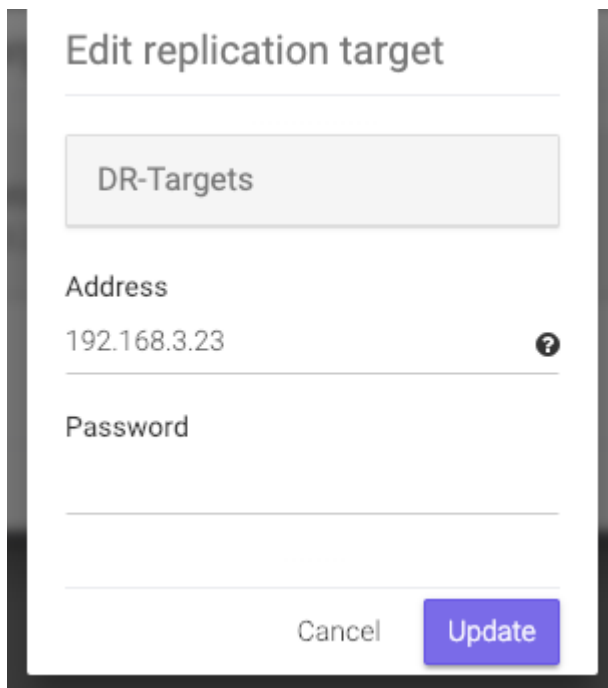 Edit replication target
DR-Targets
Address
192.168.3.23
Password
Cancel Update